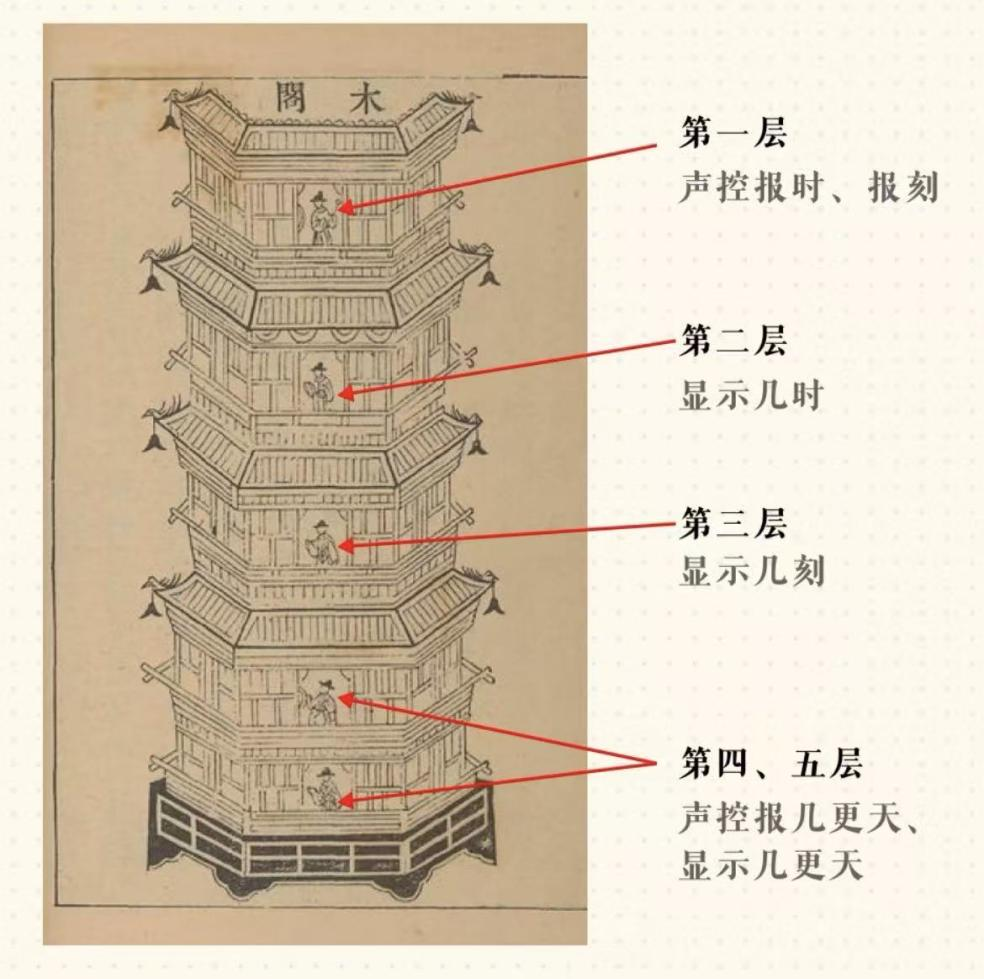 木閣
第一层
声控报时、报刻
第二层
显示几时
第三层
显示几刻
第四、五层
声控报几更天、
显示几更天